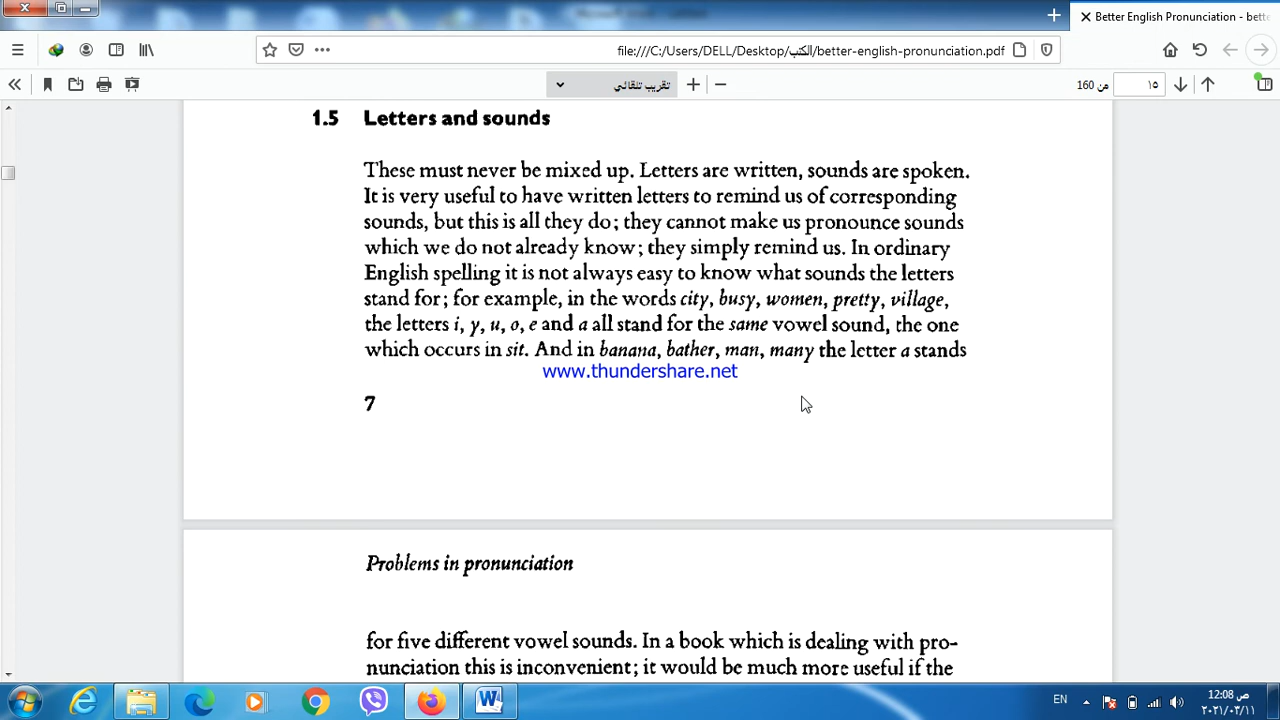 Better English Pronunciation - bette
file:///C:/Users/DELL/Desktop/الكتب/better-english-pronunciation.pdf
تقريب تلقائي
من 160
١٥
1.5 Letters and sounds
These must never be mixed up. Letters are written, sounds are spoken.
It is very useful to have written letters to remind us of corresponding
sounds, but this is all they do; they cannot make us pronounce sounds
which we do not already know; they simply remind us. In ordinary
English spelling it is not always easy to know what sounds the letters
stand for; for example, in the words city, busy, women, pretty, village,
the letters i, y, u, o, e and a all stand for the same vowel sound, the one
which occurs in sit. And in banana, bather, man, many the letter a stands
www.thundershare.net
7
Problems in pronunciation
for five different vowel sounds. In a book which is dealing with pro-
nunciation this is inconvenient; it would be much more useful if the
EN
12:08 ص
٢٠٢١/٠٣/١١